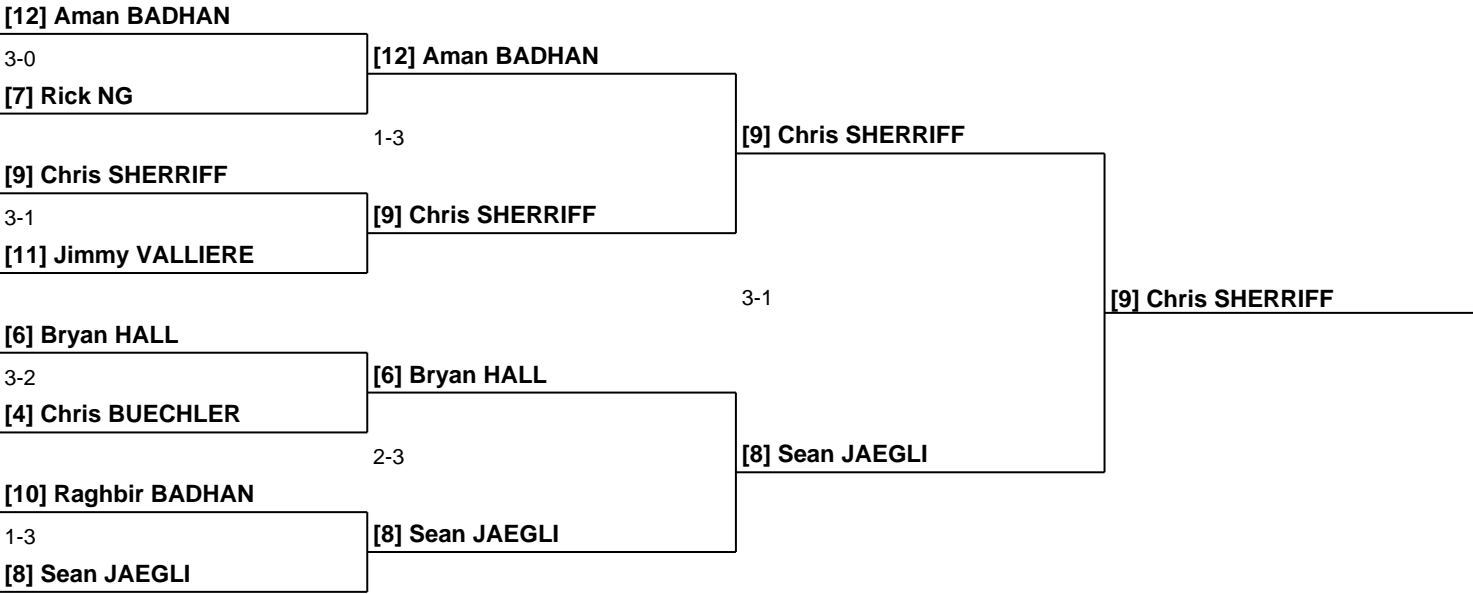 [12] Aman BADHAN
3-0
[12] Aman BADHAN
[7] Rick NG
1-3
[9] Chris SHERRIFF
[9] Chris SHERRIFF
3-1
[9] Chris SHERRIFF
[11] Jimmy VALLIERE
3-1
[9] Chris SHERRIFF
[6] Bryan HALL
3-2
[6] Bryan HALL
[4] Chris BUECHLER
2-3
[8] Sean JAEGLI
[10] Raghbir BADHAN
1-3
[8] Sean JAEGLI
[8] Sean JAEGLI